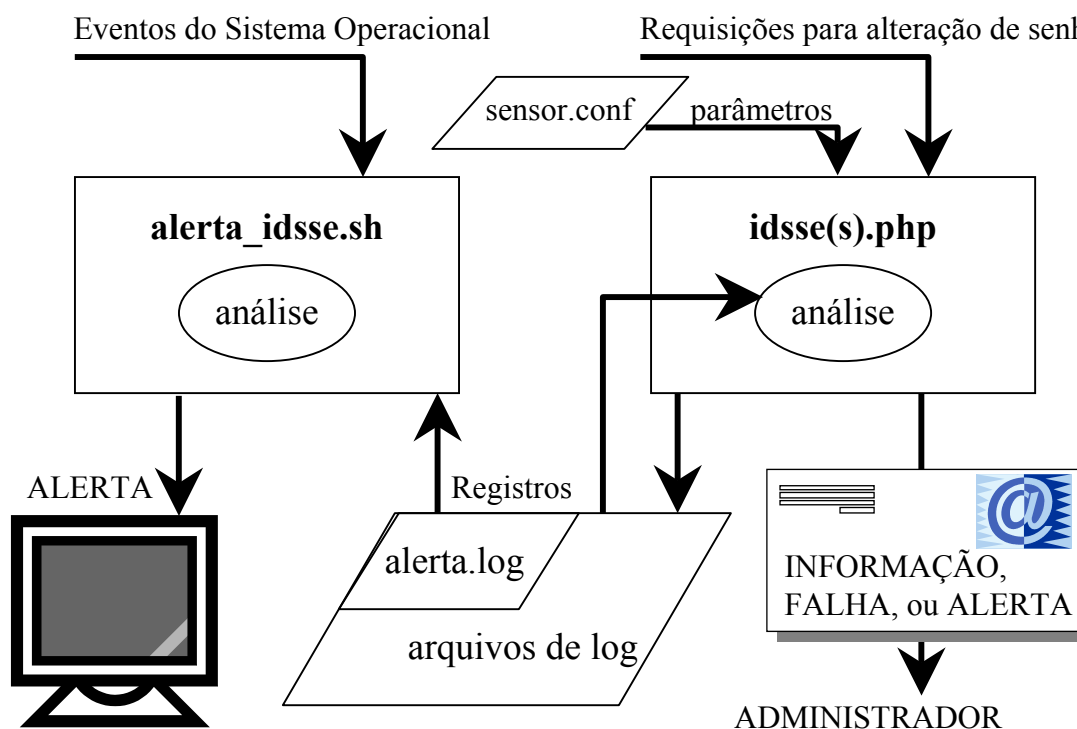 Eventos do Sistema Operacional
Requisições para alteração de senh
sensor.conf
parâmetros
alerta_idsse.sh
análise
idsse(s).php
análise
ALERTA
Registros
alerta.log
arquivos de log
@
INFORMAÇÃO,
FALHA, ou ALERTA
ADMINISTRADOR